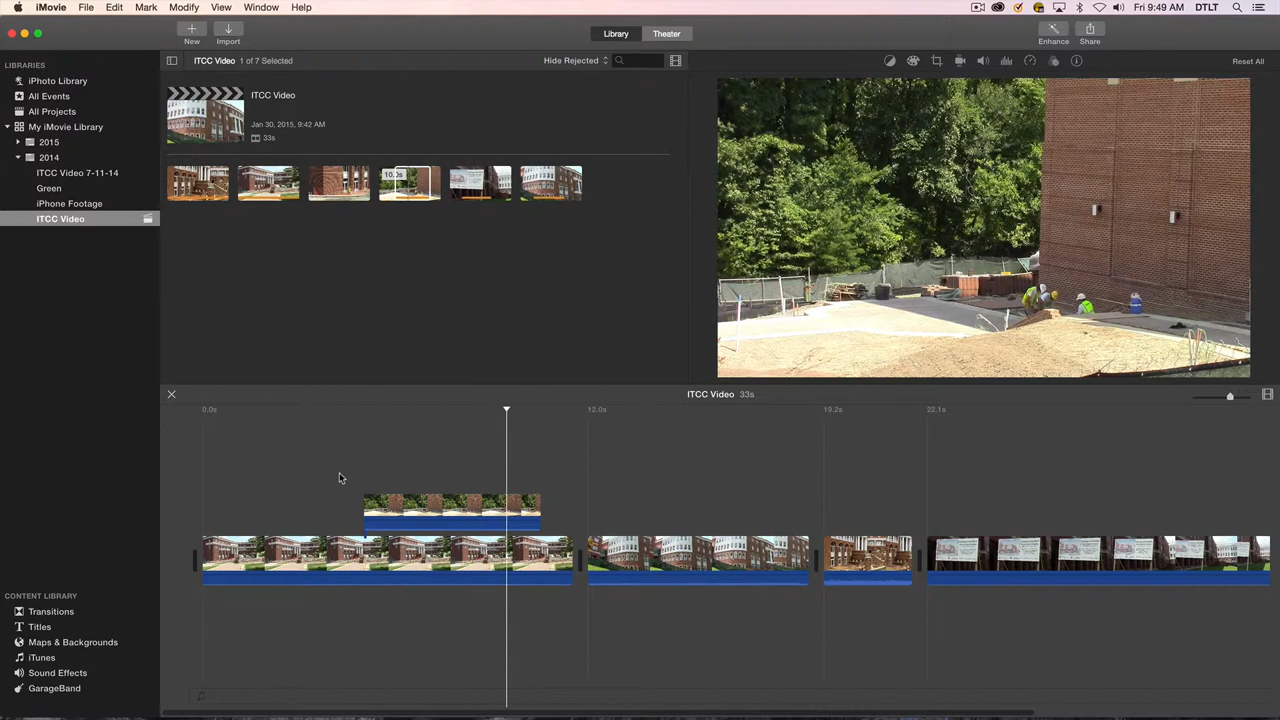 iMovie File Edit Mark Modify View Window Help Fri 9:49 AM DTLT
New Import Library Theater Enhance Share
LIBRARIES
iPhoto Library
All Events
All Projects
My iMovie Library
2015
2014
ITCC Video 7-11-14
Green
iPhone Footage
ITCC Video
ITCC Video 1 of 7 Selected Hide Rejected
Reset All
ITCC Video
Jan 30, 2015, 9:42 AM
33s
ITCC Video 33s
0.0s 12.0s 19.2s 22.1s
CONTENT LIBRARY
Transitions
Titles
Maps & Backgrounds
iTunes
Sound Effects
GarageBand